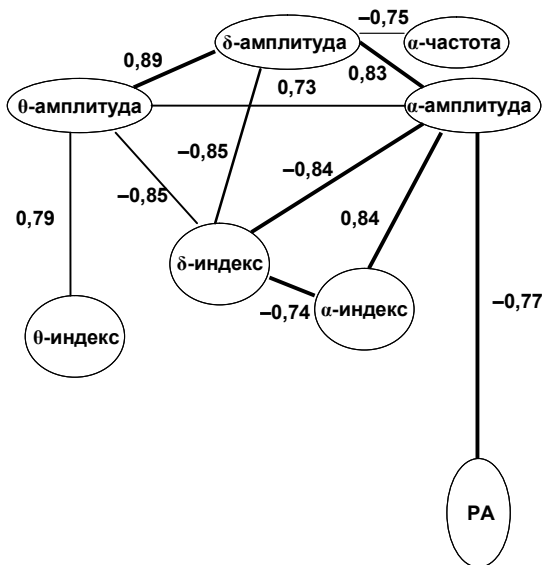 –0,75
δ-амплитуда
α-частота
0,89
0,83
0,73
θ-амплитуда
α-амплитуда
–0,85
–0,84
–0,85
0,79
0,84
δ-индекс
–0,77
–0,74
α-индекс
θ-индекс
РА